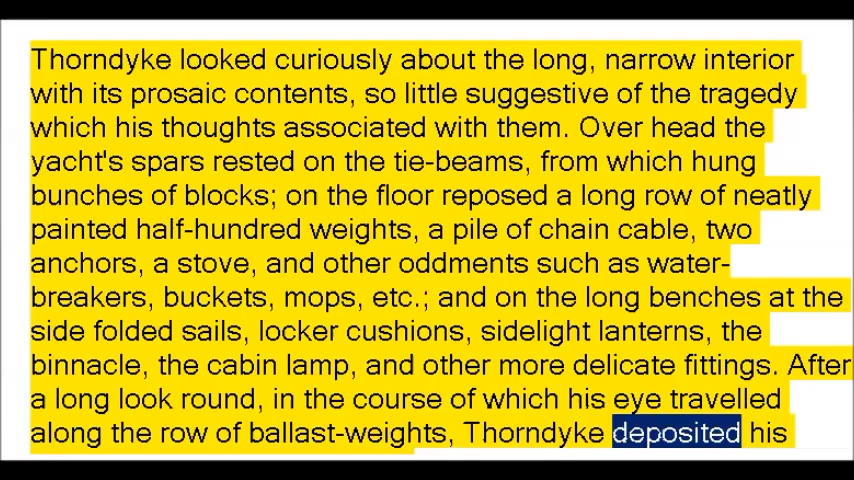 Thorndyke looked curiously about the long, narrow interior
with its prosaic contents, so little suggestive of the tragedy
which his thoughts associated with them. Over head the
yacht's spars rested on the tie-beams, from which hung
bunches of blocks; on the floor reposed a long row of neatly
painted half-hundred weights, a pile of chain cable, two
anchors, a stove, and other oddments such as water-
breakers, buckets, mops, etc.; and on the long benches at the
side folded sails, locker cushions, sidelight lanterns, the
binnacle, the cabin lamp, and other more delicate fittings. After
a long look round, in the course of which his eye travelled
along the row of ballast-weights, Thorndyke deposited his